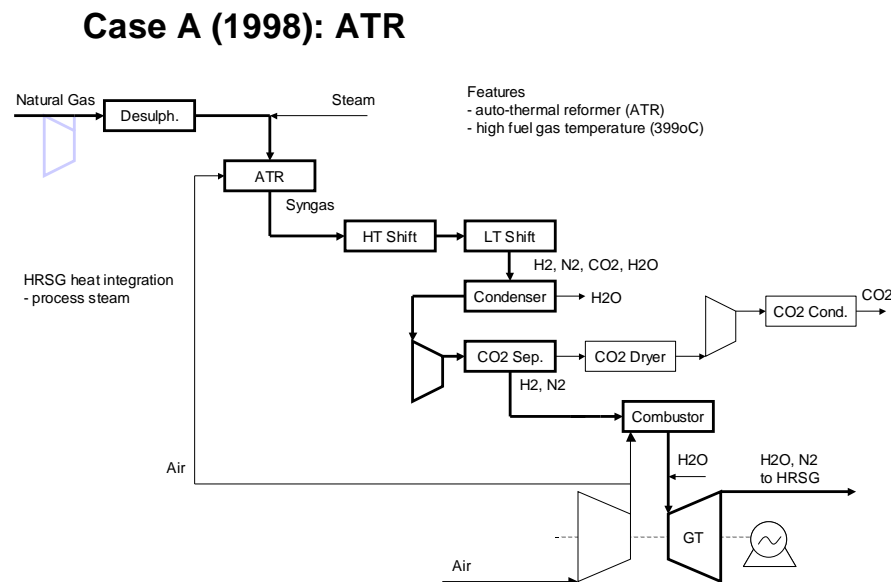 Case A (1998): ATR
Natural Gas
Desulph.
Steam
Features
- auto-thermal reformer (ATR)
- high fuel gas temperature (399oC)
ATR
Syngas
HT Shift
LT Shift
H2, N2, CO2, H2O
HRSG heat integration
- process steam
Condenser
H2O
CO2 Cond.
CO2
CO2 Sep.
CO2 Dryer
H2, N2
Combustor
Air
H2O
H2O, N2
to HRSG
GT
Air